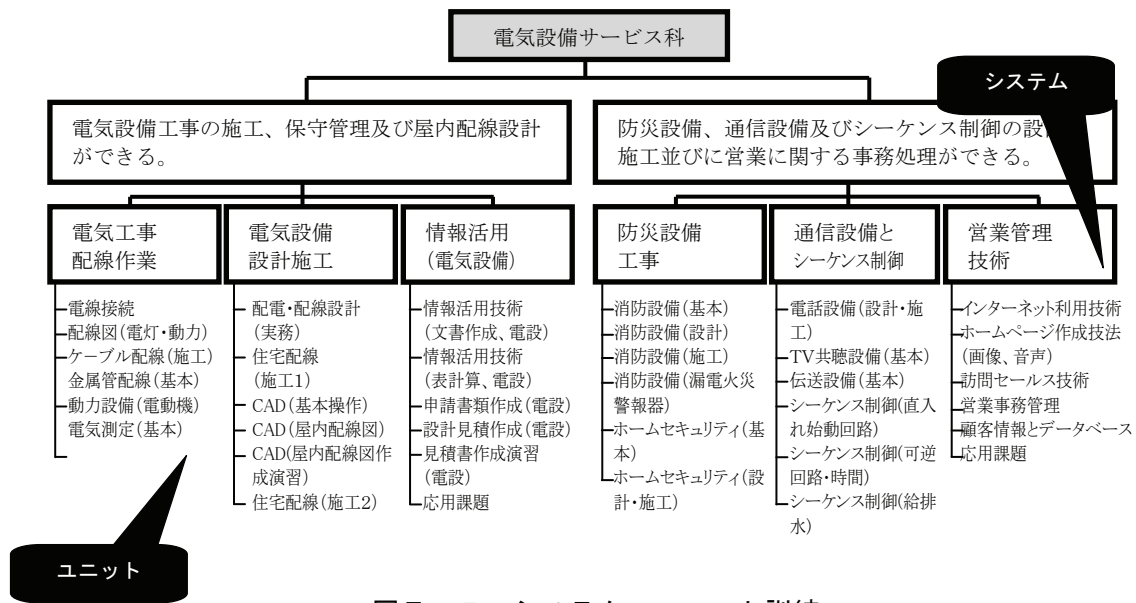 電気設備サービス科
システム
電気設備工事の施工、保守管理及び屋内配線設計
ができる。
防災設備、通信設備及びシーケンス制御の設
施工並びに営業に関する事務処理ができる。
電気工事
配線作業
電気設備
設計施工
情報活用
(電気設備)
防災設備
工事
通信設備と
シーケンス制御
営業管理
技術
電線接続
配線図(電灯・動力)
ケーブル配線(施工)
金属管配線(基本)
動力設備(電動機)
電気測定(基本)
配電・配線設計
(実務)
住宅配線
(施工1)
CAD(基本操作)
CAD(屋内配線図)
CAD(屋内配線図作
成演習)
住宅配線(施工2)
情報活用技術
(文書作成、電設)
情報活用技術
(表計算、電設)
申請書類作成(電設)
設計見積作成(電設)
見積書作成演習
(電設)
応用課題
消防設備(基本)
消防設備(設計)
消防設備(施工)
消防設備(漏電火災
警報器)
ホームセキュリティ(基
本)
ホームセキュリティ(設
計・施工)
電話設備(設計・施
工)
TV共聴設備(基本)
伝送設備(基本)
シーケンス制御(直入
れ始動回路)
シーケンス制御(可逆
回路・時間)
シーケンス制御(給排
水)
インターネット利用技術
ホームページ作成技法
(画像、音声)
訪問セールス技術
営業事務管理
顧客情報とデータベース
応用課題
ユニット